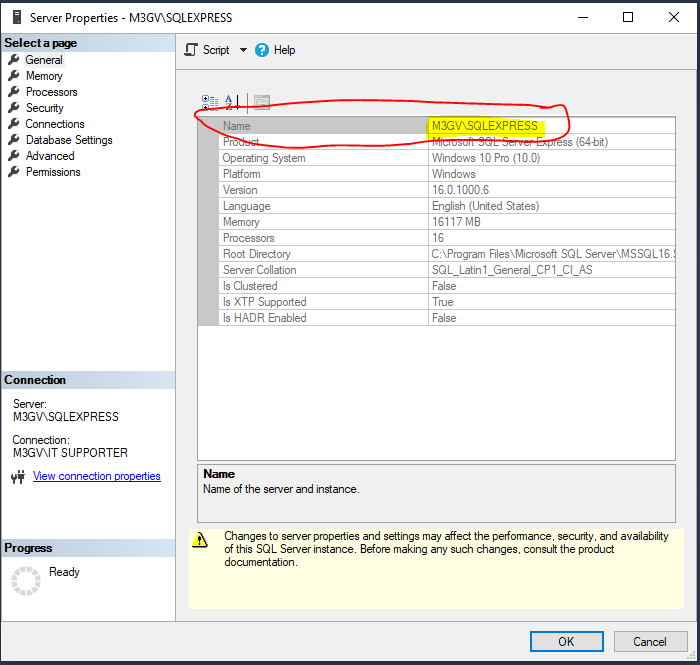 Server Properties - M3GV\SQLEXPRESS
Select a page
General
Memory
Processors
Security
Connections
Database Settings
Advanced
Permissions
Script
Help
Name M3GV\SQLEXPRESS
Product Microsoft SQL Server Express (64-bit)
Operating System Windows 10 Pro (10.0)
Platform Windows
Version 16.0.1000.6
Language English (United States)
Memory 16117 MB
Processors 16
Root Directory C:\Program Files\Microsoft SQL Server\MSSQL16.
Server Collation SQL_Latin1_General_CP1_CI_AS
Is Clustered False
Is XTP Supported True
Is HADR Enabled False
Connection
Server:
M3GV\SQLEXPRESS
Connection:
M3GV\IT SUPPORTER
View connection properties
Name
Name of the server and instance.
Changes to server properties and settings may affect the performance, security, and availability
of this SQL Server instance. Before making any such changes, consult the product
documentation.
Progress
Ready
OK
Cancel